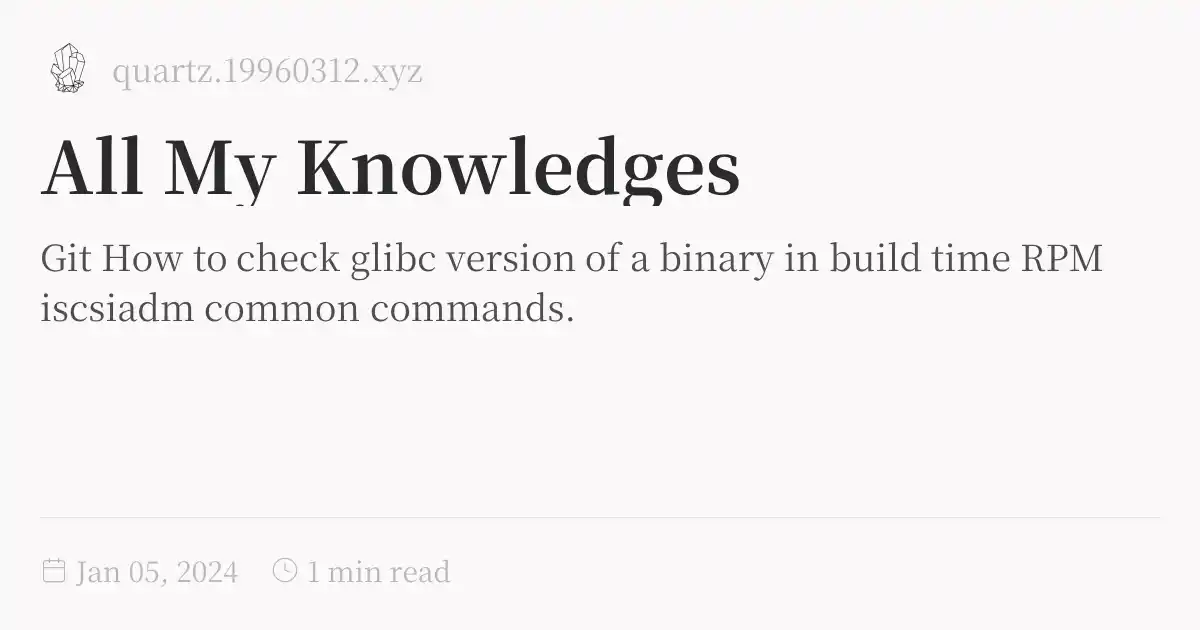 quartz.19960312.xyz
All My Knowledges
Git How to check glibc version of a binary in build time RPM
iscsiadm common commands.
Jan 05, 2024 1 min read